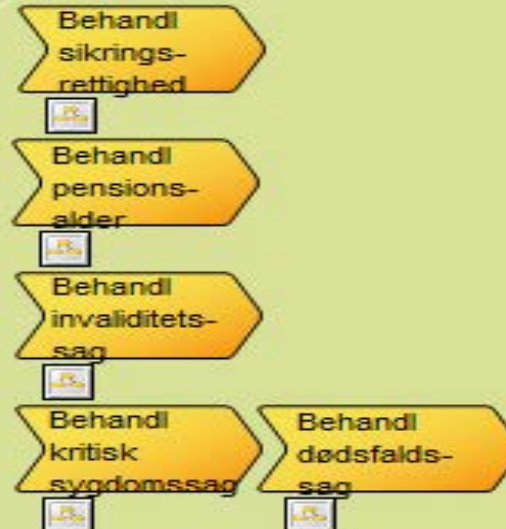 Behandl
sikrings-
rettighed
Behandl
pensions-
alder
Behandl
invaliditets-
sag
Behandl
kritisk
sygdomssag
Behandl
dødsfalds-
sag